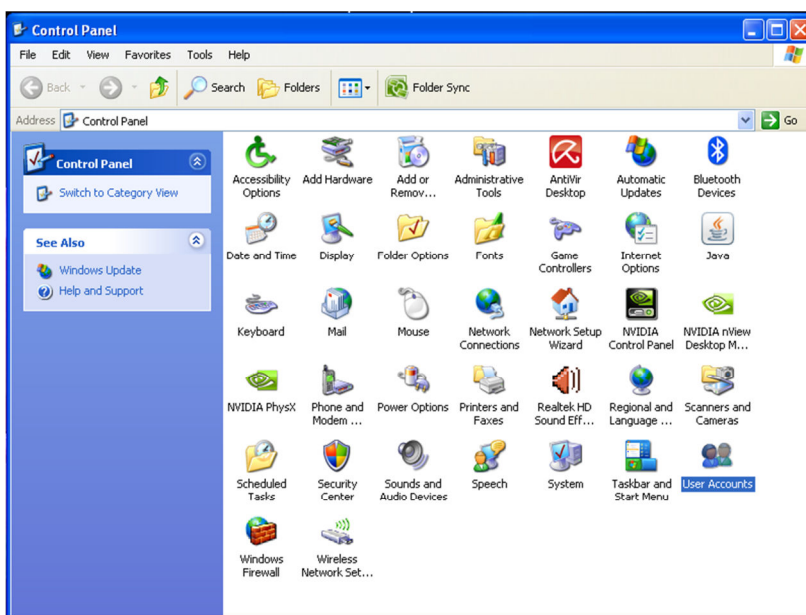 Control Panel
File Edit View Favorites Tools Help
Back Search Folders Folder Sync
Address Control Panel Go
Control Panel
Switch to Category View
See Also
Windows Update
Help and Support
Accessibility Options
Add Hardware
Add or Remov...
Administrative Tools
AntiVir Desktop
Automatic Updates
Bluetooth Devices
Date and Time
Display
Folder Options
Fonts
Game Controllers
Internet Options
Java
Keyboard
Mail
Mouse
Network Connections
Network Setup Wizard
NVIDIA Control Panel
NVIDIA nView Desktop M...
NVIDIA PhysX
Phone and Modem ...
Power Options
Printers and Faxes
Realtek HD Sound Eff...
Regional and Language ...
Scanners and Cameras
Scheduled Tasks
Security Center
Sounds and Audio Devices
Speech
System
Taskbar and Start Menu
User Accounts
Windows Firewall
Wireless Network Set...